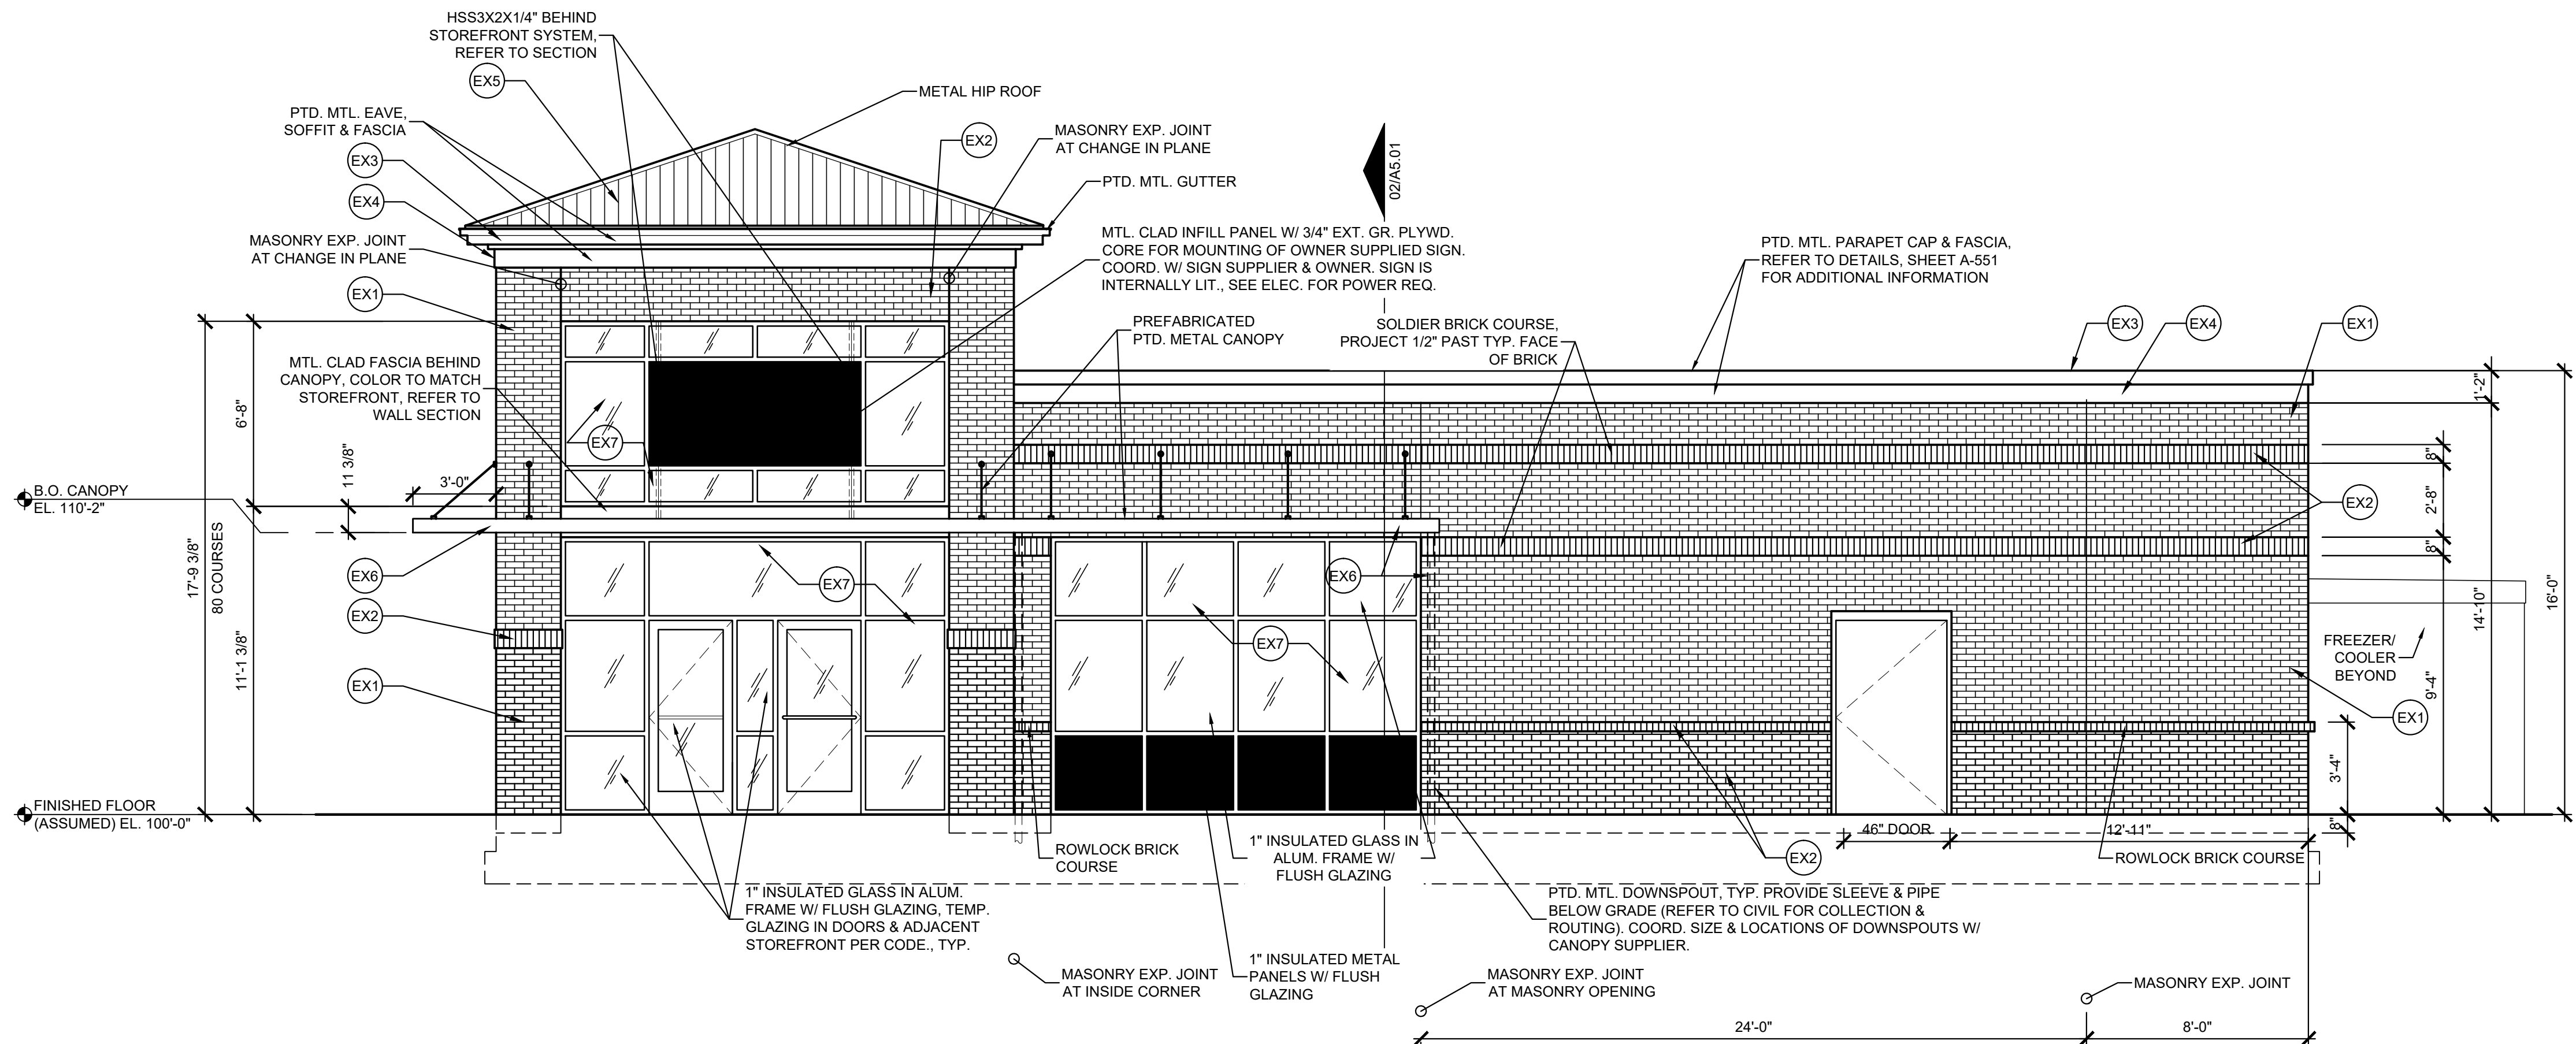 HSS3X2X1/4" BEHIND
STOREFRONT SYSTEM,
REFER TO SECTION
EX5
METAL HIP ROOF
PTD. MTL. EAVE,
SOFFIT & FASCIA
EX3
EX4
EX2
MASONRY EXP. JOINT
AT CHANGE IN PLANE
PTD. MTL. GUTTER
02/A5.01
MASONRY EXP. JOINT
AT CHANGE IN PLANE
EX1
MTL. CLAD INFILL PANEL W/ 3/4" EXT. GR. PLYWD.
CORE FOR MOUNTING OF OWNER SUPPLIED SIGN.
COORD. W/ SIGN SUPPLIER & OWNER. SIGN IS
INTERNALLY LIT., SEE ELEC. FOR POWER REQ.
PTD. MTL. PARAPET CAP & FASCIA,
REFER TO DETAILS, SHEET A-551
FOR ADDITIONAL INFORMATION
PREFABRICATED
PTD. METAL CANOPY
SOLDIER BRICK COURSE,
PROJECT 1/2" PAST TYP. FACE
OF BRICK
EX3
EX4
EX1
MTL. CLAD FASCIA BEHIND
CANOPY, COLOR TO MATCH
STOREFRONT, REFER TO
WALL SECTION
EX7
6'-8"
11 3/8"
3'-0"
B.O. CANOPY
EL. 110'-2"
17'-9 3/8"
80 COURSES
11'-1 3/8"
1'-2"
8"
2'-8"
8"
EX2
14'-10"
16'-0"
9'-4"
EX6
EX2
EX1
EX7
EX6
EX7
FREEZER/
COOLER
BEYOND
EX1
3'-4"
8"
FINISHED FLOOR
(ASSUMED) EL. 100'-0"
46" DOOR
12'-11"
ROWLOCK BRICK
COURSE
1" INSULATED GLASS IN
ALUM. FRAME W/
FLUSH GLAZING
EX2
ROWLOCK BRICK COURSE
1" INSULATED GLASS IN ALUM.
FRAME W/ FLUSH GLAZING, TEMP.
GLAZING IN DOORS & ADJACENT
STOREFRONT PER CODE., TYP.
PTD. MTL. DOWNSPOUT, TYP. PROVIDE SLEEVE & PIPE
BELOW GRADE (REFER TO CIVIL FOR COLLECTION &
ROUTING). COORD. SIZE & LOCATIONS OF DOWNSPOUTS W/
CANOPY SUPPLIER.
MASONRY EXP. JOINT
AT INSIDE CORNER
1" INSULATED METAL
PANELS W/ FLUSH
GLAZING
MASONRY EXP. JOINT
AT MASONRY OPENING
MASONRY EXP. JOINT
24'-0"
8'-0"